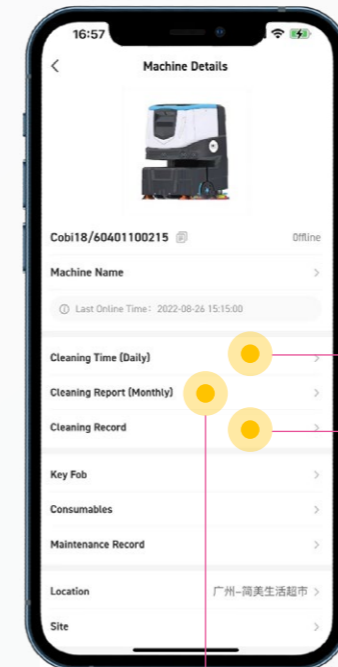 16:57
Machine Details
Cobi18/60401100215
Offline
Machine Name
Last Online Time: 2022-08-26 15:15:00
Cleaning Time (Daily)
Cleaning Report (Monthly)
Cleaning Record
Key Fob
Consumables
Maintenance Record
Location 广州-简美生活超市
Site